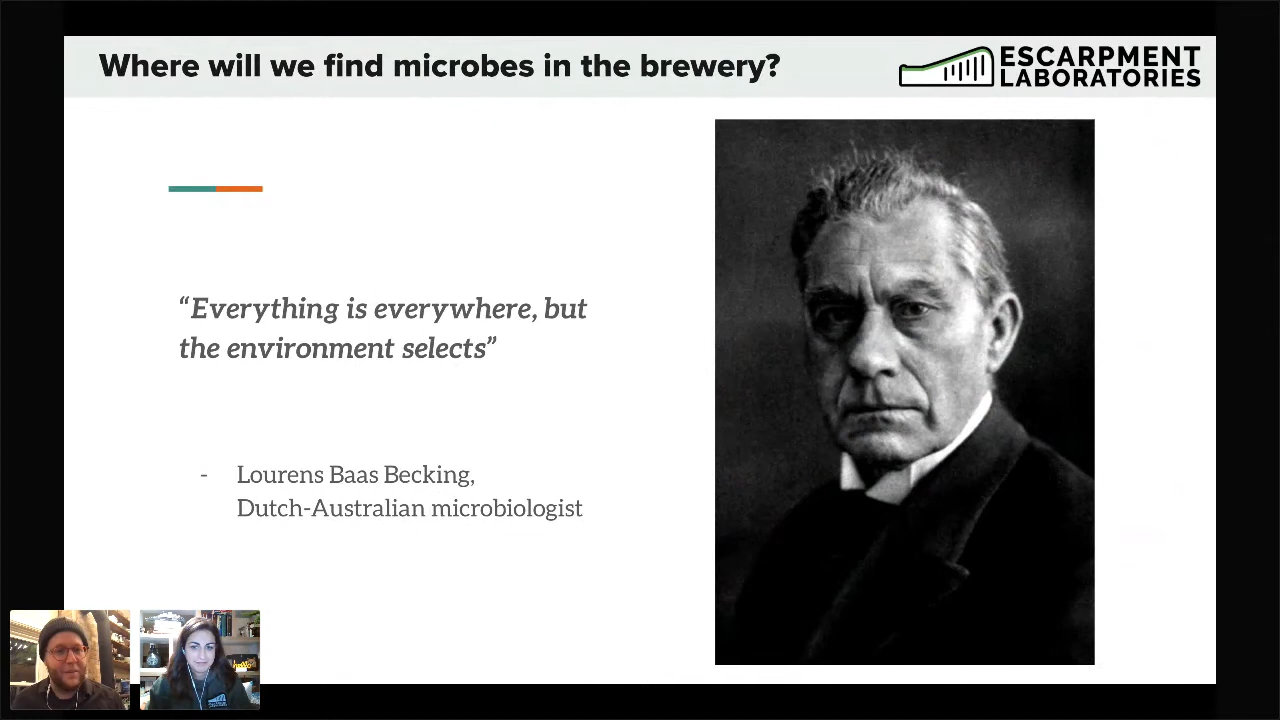 Where will we find microbes in the brewery?
ESCARPMENT
LABORATORIES
“Everything is everywhere, but
the environment selects”
- Lourens Baas Becking,
Dutch-Australian microbiologist